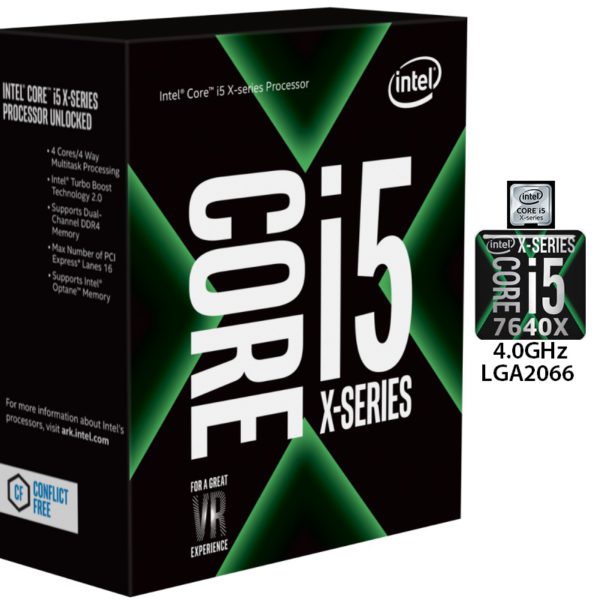 INTEL® CORE™ i5 X-SERIES
PROCESSOR UNLOCKED
• 4 Cores/4 Way
Multitask Processing
• Intel® Turbo Boost
Technology 2.0
• Supports Dual-
Channel DDR4
Memory
• Max Number of PCI
Express® Lanes 16
• Supports Intel®
Optane™ Memory
For more information about Intel's
processors, visit ark.intel.com
CF CONFLICT
FREE
Intel® Core™ i5 X-series Processor
intel
CORE i5
X-SERIES
FOR A GREAT
VR
EXPERIENCE
intel
CORE i5
X-series
intel X-SERIES
CORE i5
7640X
4.0GHz
LGA2066